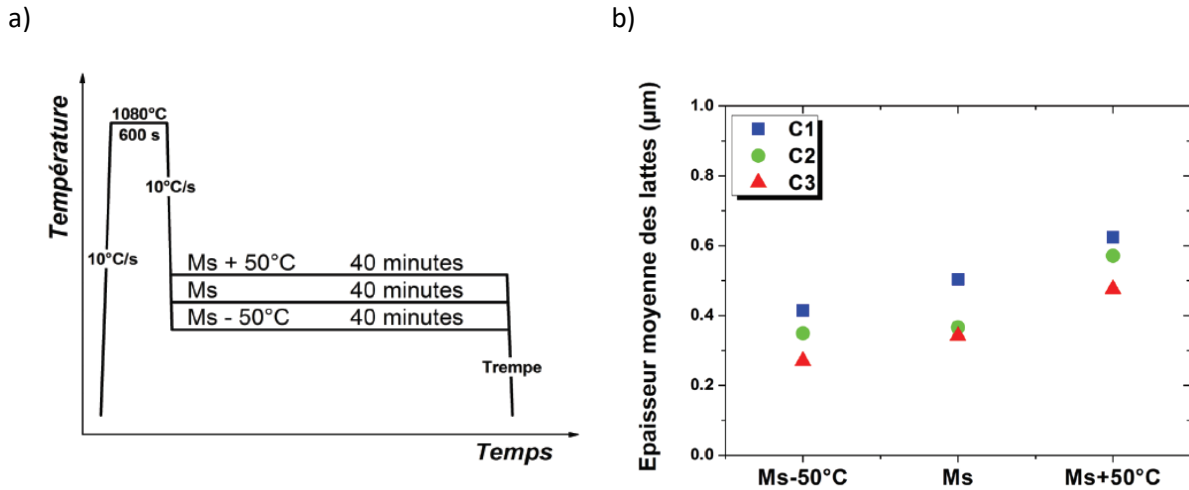 a)
Température
1080°C
600 s
10°C/s
10°C/s
Ms + 50°C 40 minutes
Ms 40 minutes
Ms - 50°C 40 minutes
Trempe
Temps
b)
Epaisseur moyenne des lattes (µm)
1.0
0.8
0.6
0.4
0.2
0.0
C1
C2
C3
Ms-50°C Ms Ms+50°C